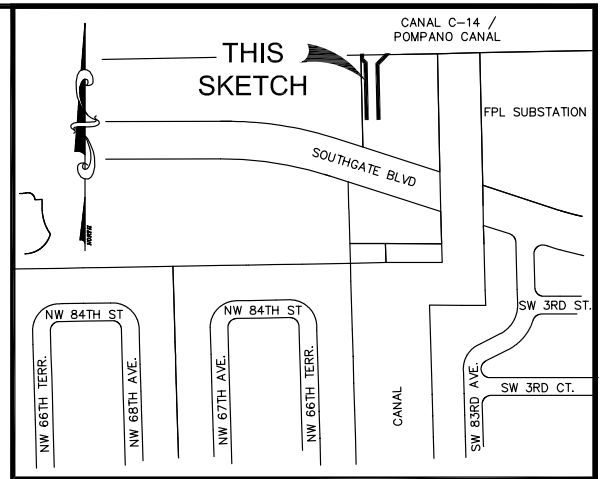 CANAL C-14 /
POMPANO CANAL
THIS
SKETCH
FPL SUBSTATION
SOUTHGATE BLVD
NORTH
NW 84TH ST
NW 84TH ST
SW 3RD ST.
SW 3RD CT.
NW 66TH TERR.
NW 68TH AVE.
NW 67TH AVE.
NW 66TH TERR.
CANAL
SW 83RD AVE.